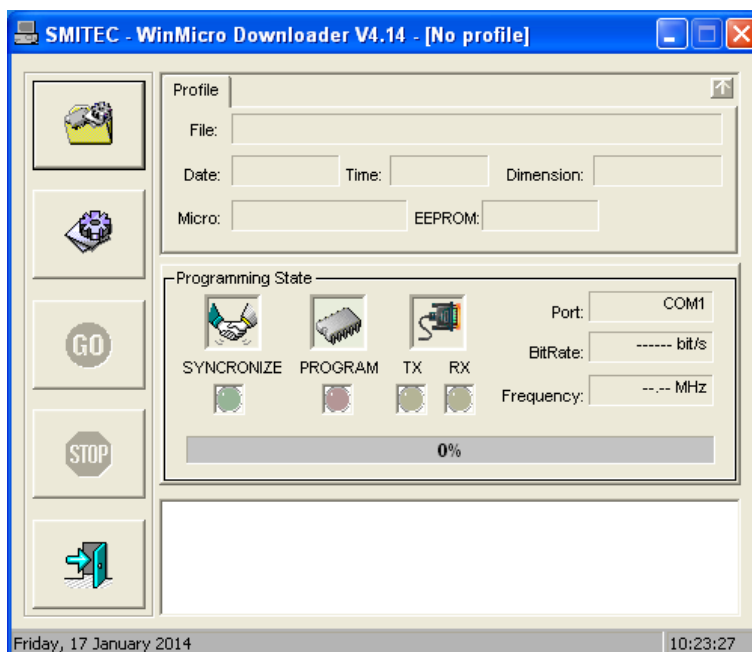 SMITEC - WinMicro Downloader V4.14 - [No profile]
Profile
File:
Date: Time: Dimension:
Micro: EEPROM:
Programming State
Port: COM1
BitRate: ------ bit/s
SYNCRONIZE PROGRAM TX RX
Frequency: --.-- MHz
GO
0%
STOP
Friday, 17 January 2014 10:23:27